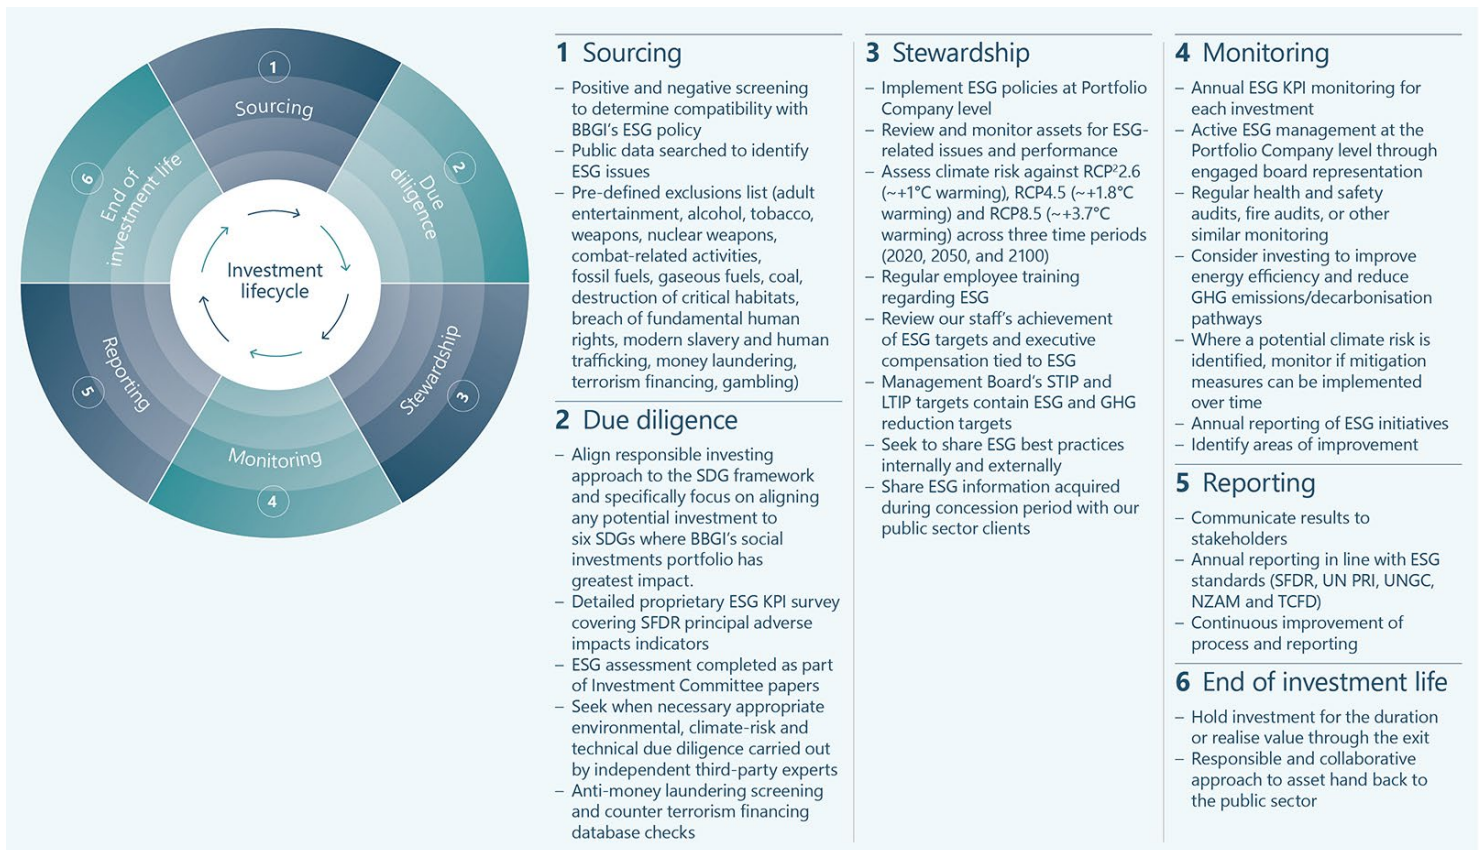 1
Sourcing
2
Due
diligence
3
Stewardship
4
Monitoring
5
Reporting
6
End of
investment life
Investment
lifecycle
1 Sourcing
– Positive and negative screening
to determine compatibility with
BBGI's ESG policy
– Public data searched to identify
ESG issues
– Pre-defined exclusions list (adult
entertainment, alcohol, tobacco,
weapons, nuclear weapons,
combat-related activities,
fossil fuels, gaseous fuels, coal,
destruction of critical habitats,
breach of fundamental human
rights, modern slavery and human
trafficking, money laundering,
terrorism financing, gambling)
2 Due diligence
– Align responsible investing
approach to the SDG framework
and specifically focus on aligning
any potential investment to
six SDGs where BBGI's social
investments portfolio has
greatest impact.
– Detailed proprietary ESG KPI survey
covering SFDR principal adverse
impacts indicators
– ESG assessment completed as part
of Investment Committee papers
– Seek when necessary appropriate
environmental, climate-risk and
technical due diligence carried out
by independent third-party experts
– Anti-money laundering screening
and counter terrorism financing
database checks
3 Stewardship
– Implement ESG policies at Portfolio
Company level
– Review and monitor assets for ESG-
related issues and performance
– Assess climate risk against RCP²2.6
(~+1°C warming), RCP4.5 (~+1.8°C
warming) and RCP8.5 (~+3.7°C
warming) across three time periods
(2020, 2050, and 2100)
– Regular employee training
regarding ESG
– Review our staff's achievement
of ESG targets and executive
compensation tied to ESG
– Management Board's STIP and
LTIP targets contain ESG and GHG
reduction targets
– Seek to share ESG best practices
internally and externally
– Share ESG information acquired
during concession period with our
public sector clients
4 Monitoring
– Annual ESG KPI monitoring for
each investment
– Active ESG management at the
Portfolio Company level through
engaged board representation
– Regular health and safety
audits, fire audits, or other
similar monitoring
– Consider investing to improve
energy efficiency and reduce
GHG emissions/decarbonisation
pathways
– Where a potential climate risk is
identified, monitor if mitigation
measures can be implemented
over time
– Annual reporting of ESG initiatives
– Identify areas of improvement
5 Reporting
– Communicate results to
stakeholders
– Annual reporting in line with ESG
standards (SFDR, UN PRI, UNGC,
NZAM and TCFD)
– Continuous improvement of
process and reporting
6 End of investment life
– Hold investment for the duration
or realise value through the exit
– Responsible and collaborative
approach to asset hand back to
the public sector